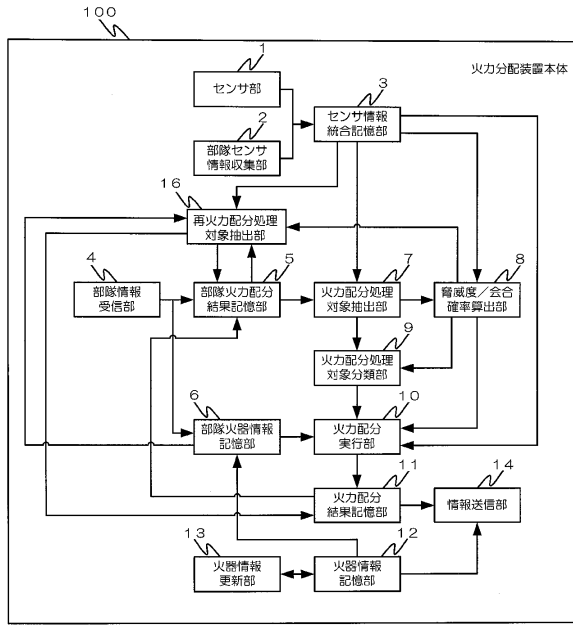 100
火力分配装置本体
1
センサ部
2
部隊センサ
情報収集部
3
センサ情報
統合記憶部
16
再火力配分処理
対象抽出部
4
部隊情報
受信部
5
部隊火力配分
結果記憶部
7
火力配分処理
対象抽出部
8
脅威度／会合
確率算出部
9
火力配分処理
対象分類部
6
部隊火器情報
記憶部
10
火力配分
実行部
11
火力配分
結果記憶部
14
情報送信部
13
火器情報
更新部
12
火器情報
記憶部